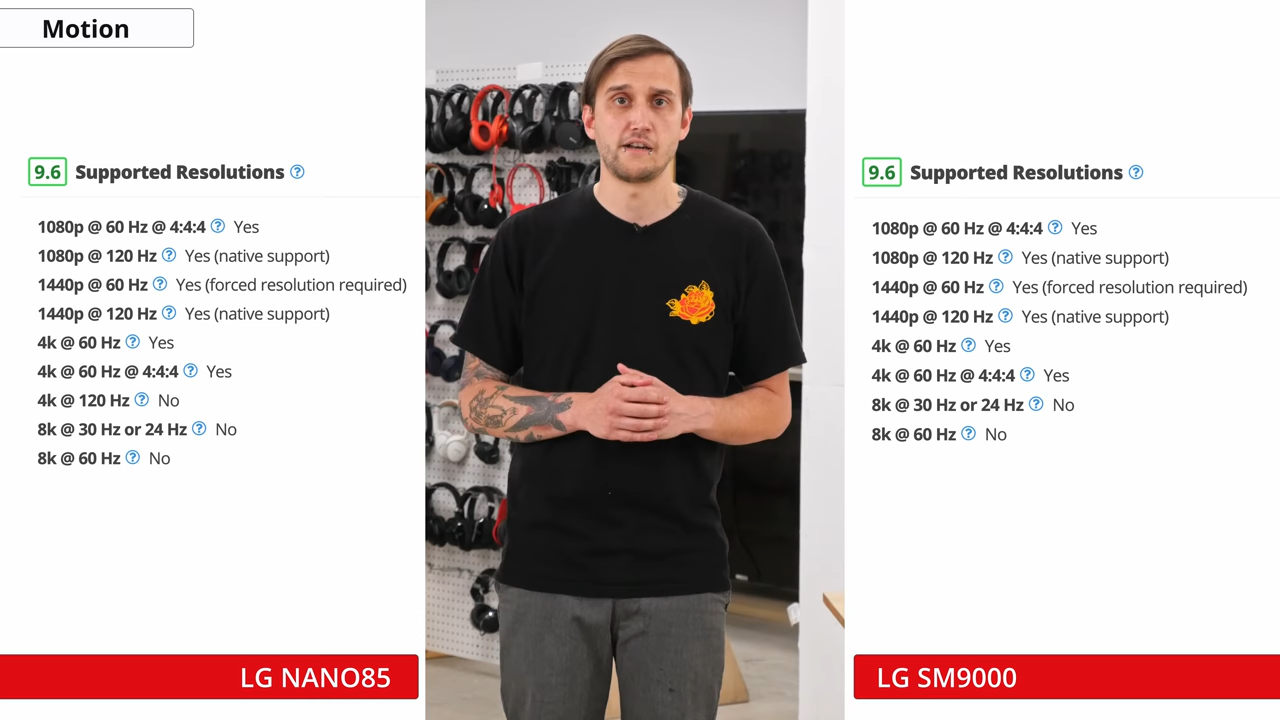 Motion
9.6 Supported Resolutions ?
1080p @ 60 Hz @ 4:4:4 ? Yes
1080p @ 120 Hz ? Yes (native support)
1440p @ 60 Hz ? Yes (forced resolution required)
1440p @ 120 Hz ? Yes (native support)
4k @ 60 Hz ? Yes
4k @ 60 Hz @ 4:4:4 ? Yes
4k @ 120 Hz ? No
8k @ 30 Hz or 24 Hz ? No
8k @ 60 Hz ? No
LG NANO85
9.6 Supported Resolutions ?
1080p @ 60 Hz @ 4:4:4 ? Yes
1080p @ 120 Hz ? Yes (native support)
1440p @ 60 Hz ? Yes (forced resolution required)
1440p @ 120 Hz ? Yes (native support)
4k @ 60 Hz ? Yes
4k @ 60 Hz @ 4:4:4 ? Yes
8k @ 30 Hz or 24 Hz ? No
8k @ 60 Hz ? No
LG SM9000